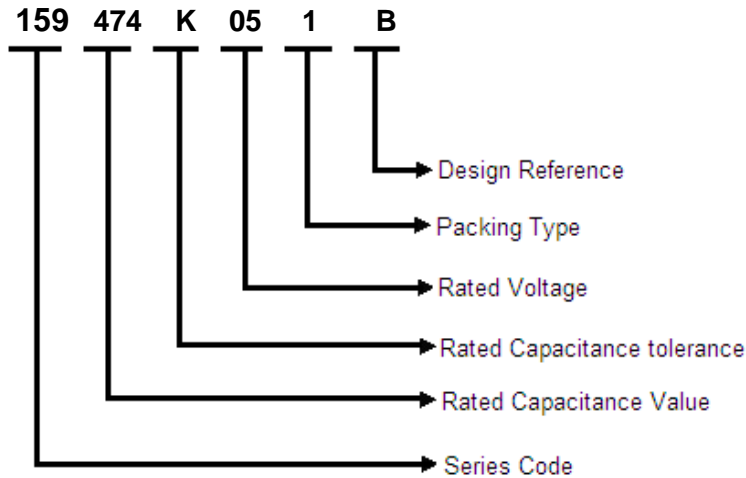 159 474 K 05 1 B
Design Reference
Packing Type
Rated Voltage
Rated Capacitance tolerance
Rated Capacitance Value
Series Code